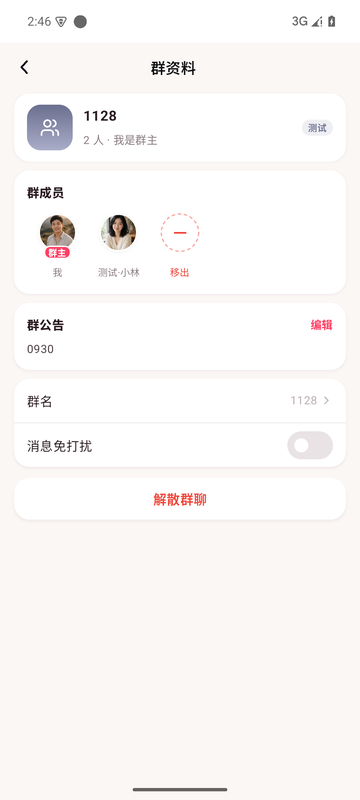 2:46
3G
群资料
1128
2 人 · 我是群主
测试
群成员
群主
我
测试·小林
移出
群公告
编辑
0930
群名
1128
消息免打扰
解散群聊